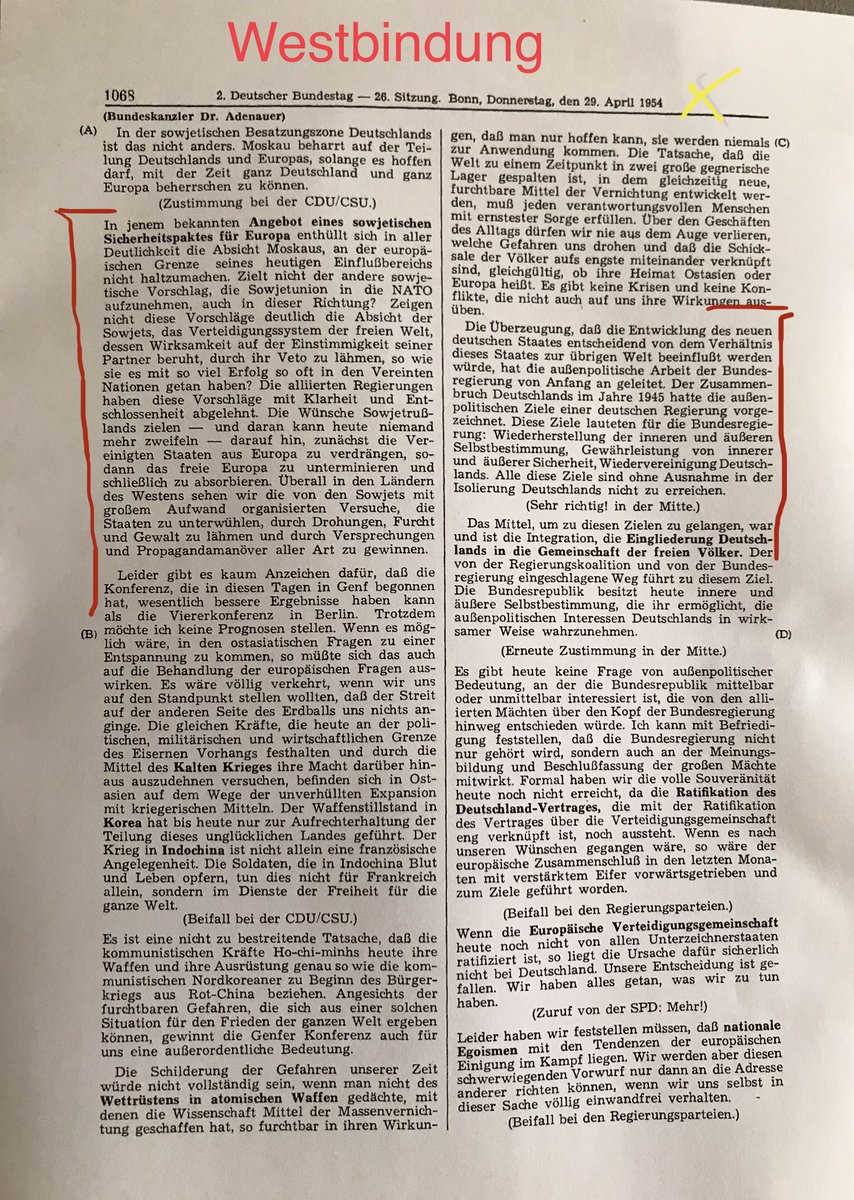 Westbindung
1068 2. Deutscher Bundestag — 26. Sitzung. Bonn, Donnerstag, den 29. April 1954
(Bundeskanzler Dr. Adenauer)
(A) In der sowjetischen Besatzungszone Deutschlands
ist das nicht anders. Moskau beharrt auf der Tei-
lung Deutschlands und Europas, solange es hoffen
darf, mit der Zeit ganz Deutschland und ganz
Europa beherrschen zu können.
(Zustimmung bei der CDU/CSU.)
In jenem bekannten Angebot eines sowjetischen
Sicherheitspaktes für Europa enthüllt sich in aller
Deutlichkeit die Absicht Moskaus, an der europä-
ischen Grenze seines heutigen Einflußbereichs
nicht haltzumachen. Zielt nicht der andere sowje-
tische Vorschlag, die Sowjetunion in die NATO
aufzunehmen, auch in dieser Richtung? Zeigen
nicht diese Vorschläge deutlich die Absicht der
Sowjets, das Verteidigungssystem der freien Welt,
dessen Wirksamkeit auf der Einstimmigkeit seiner
Partner beruht, durch ihr Veto zu lähmen, so wie
sie es mit so viel Erfolg so oft in den Vereinten
Nationen getan haben? Die alliierten Regierungen
haben diese Vorschläge mit Klarheit und Ent-
schlossenheit abgelehnt. Die Wünsche Sowjetruß-
lands zielen — und daran kann heute niemand
mehr zweifeln — darauf hin, zunächst die Ver-
einigten Staaten aus Europa zu verdrängen, so-
dann das freie Europa zu unterminieren und
schließlich zu absorbieren. Überall in den Ländern
des Westens sehen wir die von den Sowjets mit
großem Aufwand organisierten Versuche, die
Staaten zu unterwühlen, durch Drohungen, Furcht
und Gewalt zu lähmen und durch Versprechungen
und Propagandamanöver aller Art zu gewinnen.
Leider gibt es kaum Anzeichen dafür, daß die
Konferenz, die in diesen Tagen in Genf begonnen
hat, wesentlich bessere Ergebnisse haben kann
als die Viererkonferenz in Berlin. Trotzdem
(B) möchte ich keine Prognosen stellen. Wenn es mög-
lich wäre, in den ostasiatischen Fragen zu einer
Entspannung zu kommen, so müßte sich das auch
auf die Behandlung der europäischen Fragen aus-
wirken. Es wäre völlig verkehrt, wenn wir uns
auf den Standpunkt stellen wollten, daß der Streit
auf der anderen Seite des Erdballs uns nichts an-
ginge. Die gleichen Kräfte, die heute an der poli-
tischen, militärischen und wirtschaftlichen Grenze
des Eisernen Vorhangs festhalten und durch die
Mittel des Kalten Krieges ihre Macht darüber hin-
aus auszudehnen versuchen, befinden sich in Ost-
asien auf dem Wege der unverhüllten Expansion
mit kriegerischen Mitteln. Der Waffenstillstand in
Korea hat bis heute nur zur Aufrechterhaltung der
Teilung dieses unglücklichen Landes geführt. Der
Krieg in Indochina ist nicht allein eine französische
Angelegenheit. Die Soldaten, die in Indochina Blut
und Leben opfern, tun dies nicht für Frankreich
allein, sondern im Dienste der Freiheit für die
ganze Welt.
(Beifall bei der CDU/CSU.)
Es ist eine nicht zu bestreitende Tatsache, daß die
kommunistischen Kräfte Ho-chi-minhs heute ihre
Waffen und ihre Ausrüstung genau so wie die kom-
munistischen Nordkoreaner zu Beginn des Bürger-
kriegs aus Rot-China beziehen. Angesichts der
furchtbaren Gefahren, die sich aus einer solchen
Situation für den Frieden der ganzen Welt ergeben
können, gewinnt die Genfer Konferenz auch für
uns eine außerordentliche Bedeutung.
Die Schilderung der Gefahren unserer Zeit
würde nicht vollständig sein, wenn man nicht des
Wettrüstens in atomischen Waffen gedächte, mit
denen die Wissenschaft Mittel der Massenvernich-
tung geschaffen hat, so furchtbar in ihren Wirkun-
gen, daß man nur hoffen kann, sie werden niemals (C)
zur Anwendung kommen. Die Tatsache, daß die
Welt zu einem Zeitpunkt in zwei große gegnerische
Lager gespalten ist, in dem gleichzeitig neue,
furchtbare Mittel der Vernichtung entwickelt wer-
den, muß jeden verantwortungsvollen Menschen
mit ernstester Sorge erfüllen. Über den Geschäften
des Alltags dürfen wir nie aus dem Auge verlieren,
welche Gefahren uns drohen und daß die Schick-
sale der Völker aufs engste miteinander verknüpft
sind, gleichgültig, ob ihre Heimat Ostasien oder
Europa heißt. Es gibt keine Krisen und keine Kon-
flikte, die nicht auch auf uns ihre Wirkungen aus-
üben.
Die Überzeugung, daß die Entwicklung des neuen
deutschen Staates entscheidend von dem Verhältnis
dieses Staates zur übrigen Welt beeinflußt werden
würde, hat die außenpolitische Arbeit der Bundes-
regierung von Anfang an geleitet. Der Zusammen-
bruch Deutschlands im Jahre 1945 hatte die außen-
politischen Ziele einer deutschen Regierung vorge-
zeichnet. Diese Ziele lauteten für die Bundesregie-
rung: Wiederherstellung der inneren und äußeren
Selbstbestimmung, Gewährleistung von innerer
und äußerer Sicherheit, Wiedervereinigung Deutsch-
lands. Alle diese Ziele sind ohne Ausnahme in der
Isolierung Deutschlands nicht zu erreichen.
(Sehr richtig! in der Mitte.)
Das Mittel, um zu diesen Zielen zu gelangen, war
und ist die Integration, die Eingliederung Deutsch-
lands in die Gemeinschaft der freien Völker. Der
von der Regierungskoalition und von der Bundes-
regierung eingeschlagene Weg führt zu diesem Ziel.
Die Bundesrepublik besitzt heute innere und
äußere Selbstbestimmung, die ihr ermöglicht, die
außenpolitischen Interessen Deutschlands in wirk-
samer Weise wahrzunehmen. (D)
(Erneute Zustimmung in der Mitte.)
Es gibt heute keine Frage von außenpolitischer
Bedeutung, an der die Bundesrepublik mittelbar
oder unmittelbar interessiert ist, die von den alli-
ierten Mächten über den Kopf der Bundesregierung
hinweg entschieden würde. Ich kann mit Befriedi-
gung feststellen, daß die Bundesregierung nicht
nur gehört wird, sondern auch an der Meinungs-
bildung und Beschlußfassung der großen Mächte
mitwirkt. Formal haben wir die volle Souveränität
heute noch nicht erreicht, da die Ratifikation des
Deutschland-Vertrages, die mit der Ratifikation
des Vertrages über die Verteidigungsgemeinschaft
eng verknüpft ist, noch aussteht. Wenn es nach
unseren Wünschen gegangen wäre, so wäre der
europäische Zusammenschluß in den letzten Mona-
ten mit verstärktem Eifer vorwärtsgetrieben und
zum Ziele geführt worden.
(Beifall bei den Regierungsparteien.)
Wenn die Europäische Verteidigungsgemeinschaft
heute noch nicht von allen Unterzeichnerstaaten
ratifiziert ist, so liegt die Ursache dafür sicherlich
nicht bei Deutschland. Unsere Entscheidung ist ge-
fallen. Wir haben alles getan, was wir zu tun
haben.
(Zuruf von der SPD: Mehr!)
Leider haben wir feststellen müssen, daß nationale
Egoismen mit den Tendenzen der europäischen
Einigung im Kampf liegen. Wir werden aber diesen
schwerwiegenden Vorwurf nur dann an die Adresse
anderer richten können, wenn wir uns selbst in
dieser Sache völlig einwandfrei verhalten.
(Beifall bei den Regierungsparteien.)